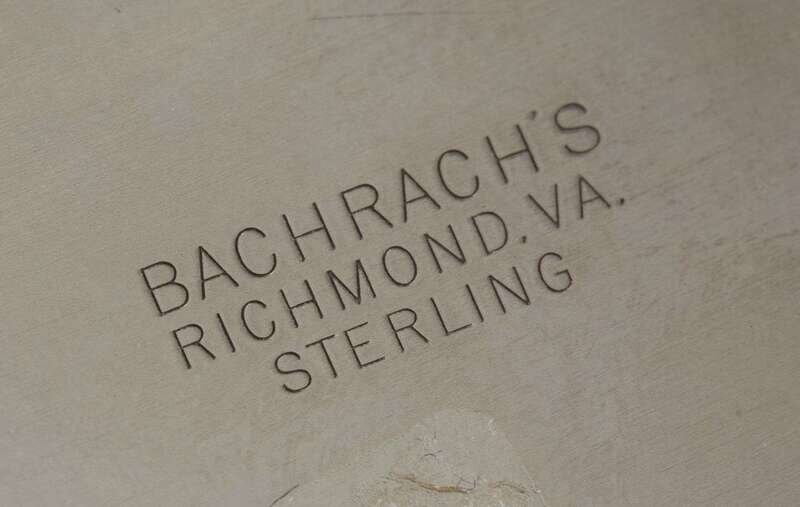 BACHRACH'S
RICHMOND, VA.
STERLING